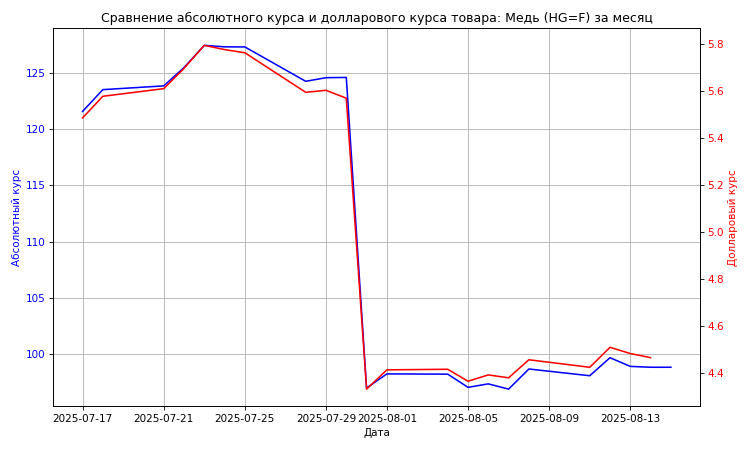 Сравнение абсолютного курса и долларового курса товара: Медь (HG=F) за месяц
Абсолютный курс
125
120
115
110
105
100
5.8
5.6
5.4
5.2
5.0
4.8
4.6
4.4
Долларовый курс
2025-07-17 2025-07-21 2025-07-25 2025-07-29 2025-08-01 2025-08-05 2025-08-09 2025-08-13
Дата